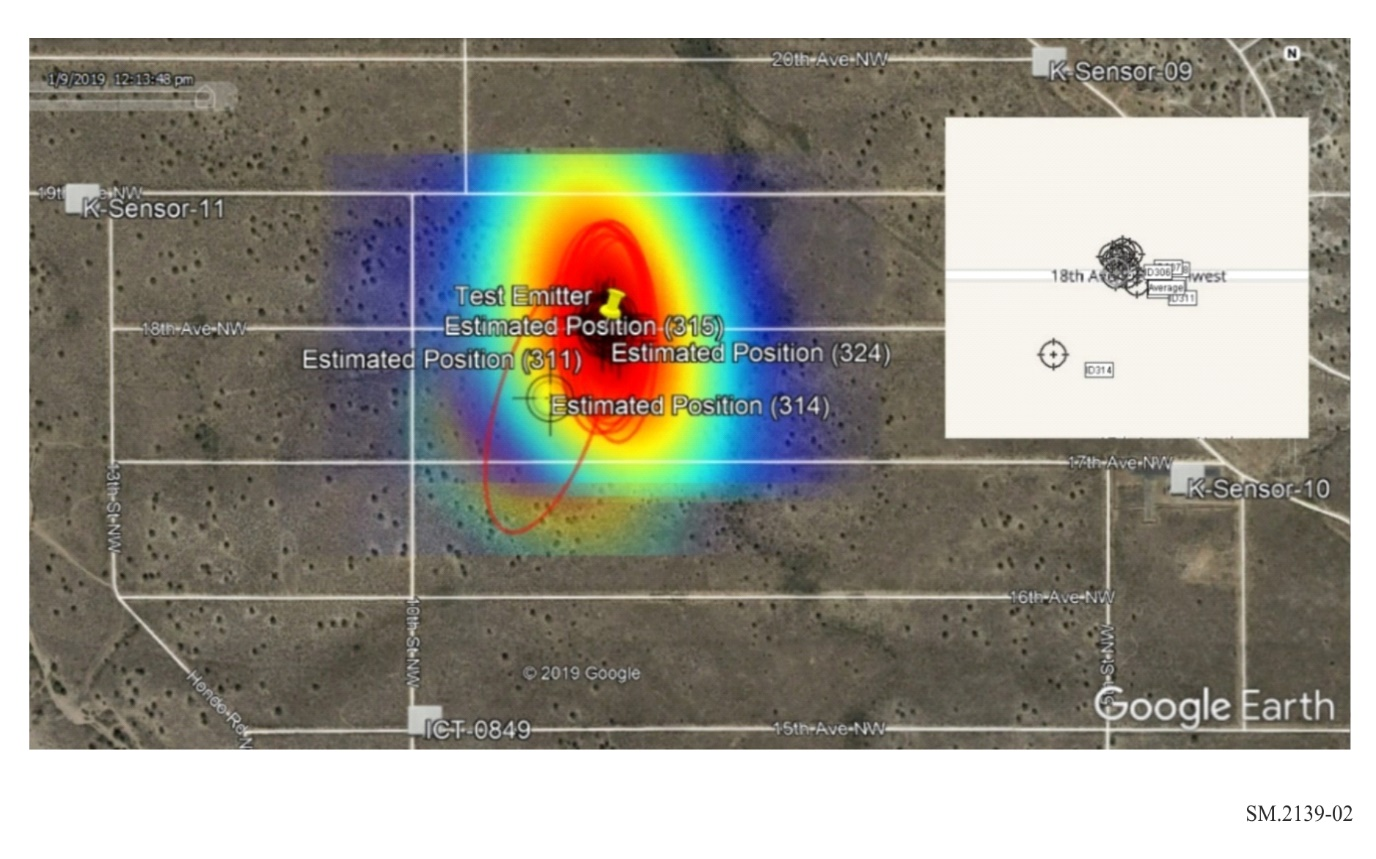 20th Ave NW
K-Sensor-09
N
1/9/2019 12:13:48 pm
K-Sensor-11
Test Emitter
Estimated Position (315)
18th Ave NW
Estimated Position (311)
Estimated Position (324)
Estimated Position (314)
18th Av
west
ID306
Average
ID311
ID314
17th Ave NW
K-Sensor-10
13th St NW
16th Ave NW
10th St NW
© 2019 Google
Google Earth
ICT-0849
15th Ave NW
SM.2139-02